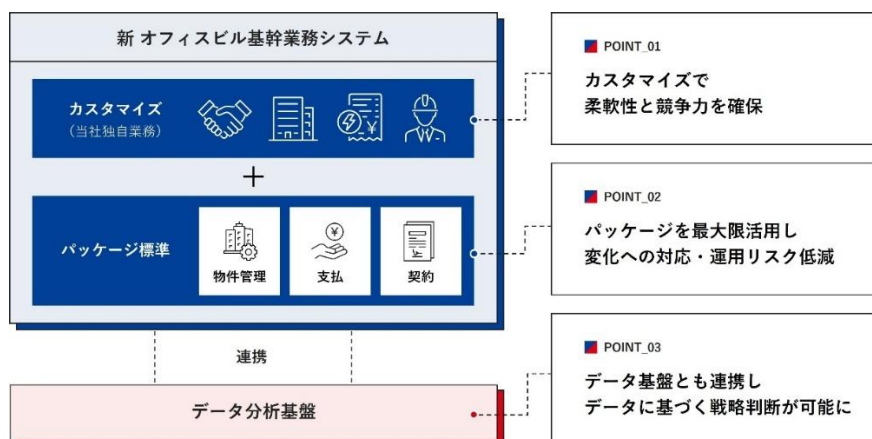 新 オフィスビル基幹業務システム
カスタマイズ
(当社独自業務)
¥
+
パッケージ標準
¥
物件管理
支払
契約
連携
データ分析基盤
POINT_01
カスタマイズで
柔軟性と競争力を確保
POINT_02
パッケージを最大限活用し
変化への対応・運用リスク低減
POINT_03
データ基盤とも連携し
データに基づく戦略判断が可能に